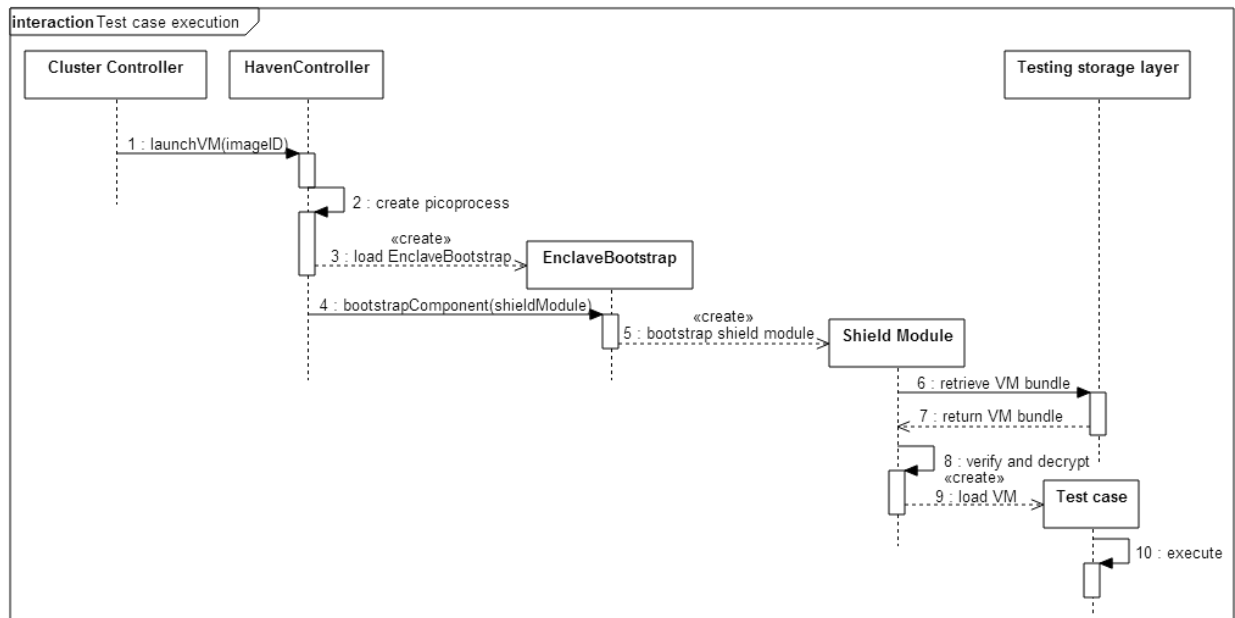 interaction Test case execution
Cluster Controller
HavenController
Testing storage layer
1 : launchVM(imageID)
2 : create picoprocess
«create»
3 : load EnclaveBootstrap
EnclaveBootstrap
4 : bootstrapComponent(shieldModule)
«create»
5 : bootstrap shield module
Shield Module
6 : retrieve VM bundle
7 : return VM bundle
8 : verify and decrypt
«create»
9 : load VM
Test case
10 : execute